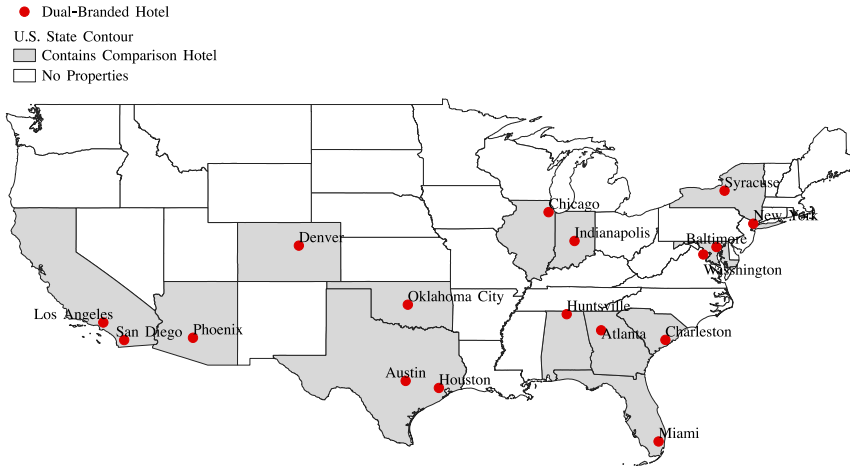 Dual-Branded Hotel
U.S. State Contour
Contains Comparison Hotel
No Properties
Syracuse
Chicago
New York
Denver
Indianapolis
Baltimore
Wasshington
Oklahoma City
Huntsville
Los Angeles
San Diego
Phoenix
Atlanta
Charleston
Austin
Houston
Miami